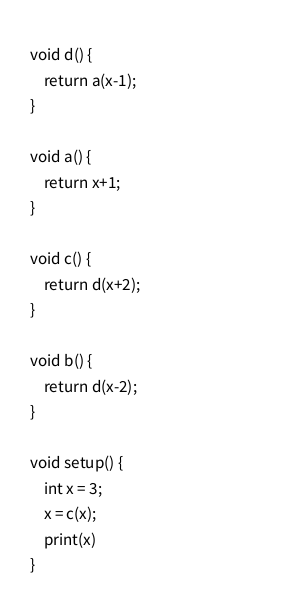 void d() {
    return a(x-1);
}

void a() {
    return x+1;
}

void c() {
    return d(x+2);
}

void b() {
    return d(x-2);
}

void setup() {
    int x = 3;
    x = c(x);
    print(x)
}